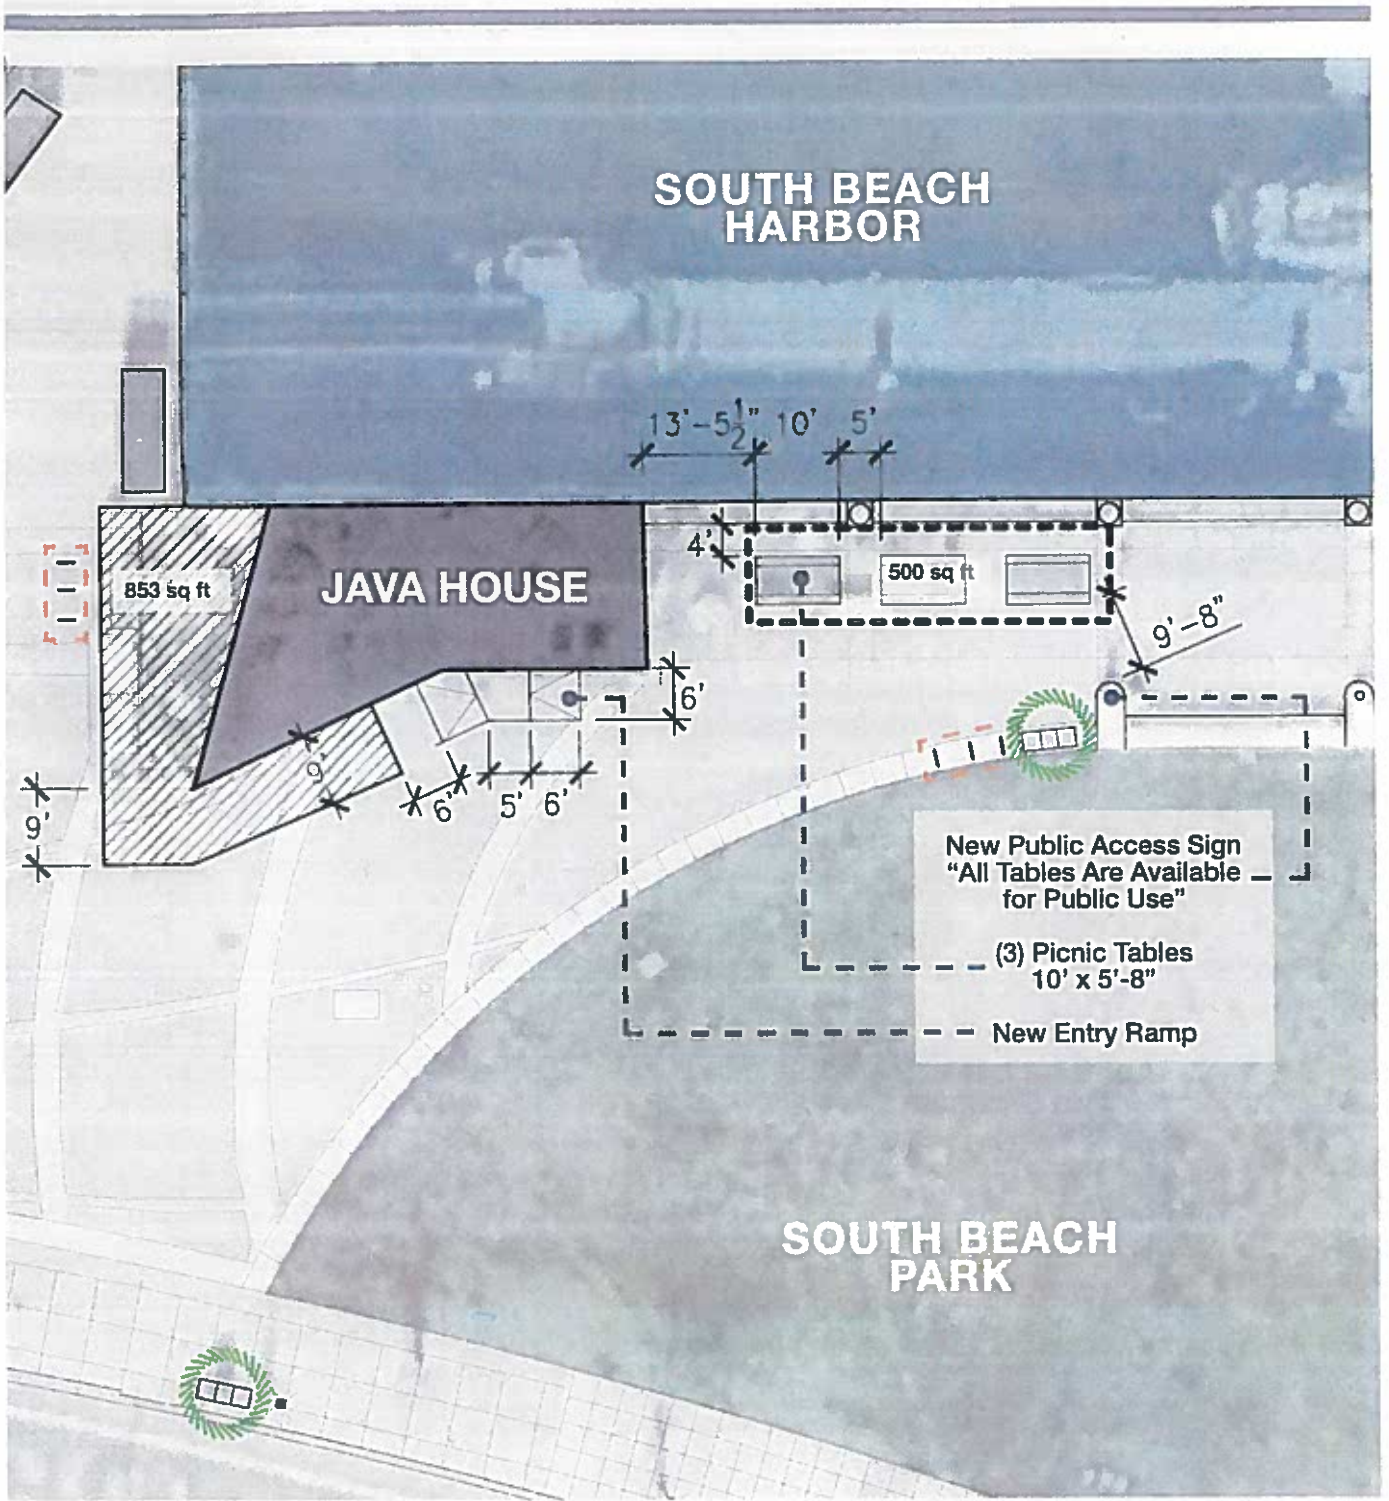 SOUTH BEACH
HARBOR
13'-5½" 10' 5'
4'
853 sq ft
JAVA HOUSE
500 sq ft
9'-8"
6'
9'
6' 5' 6'
9'
New Public Access Sign
“All Tables Are Available
for Public Use”
(3) Picnic Tables
10' x 5'-8"
New Entry Ramp
SOUTH BEACH
PARK